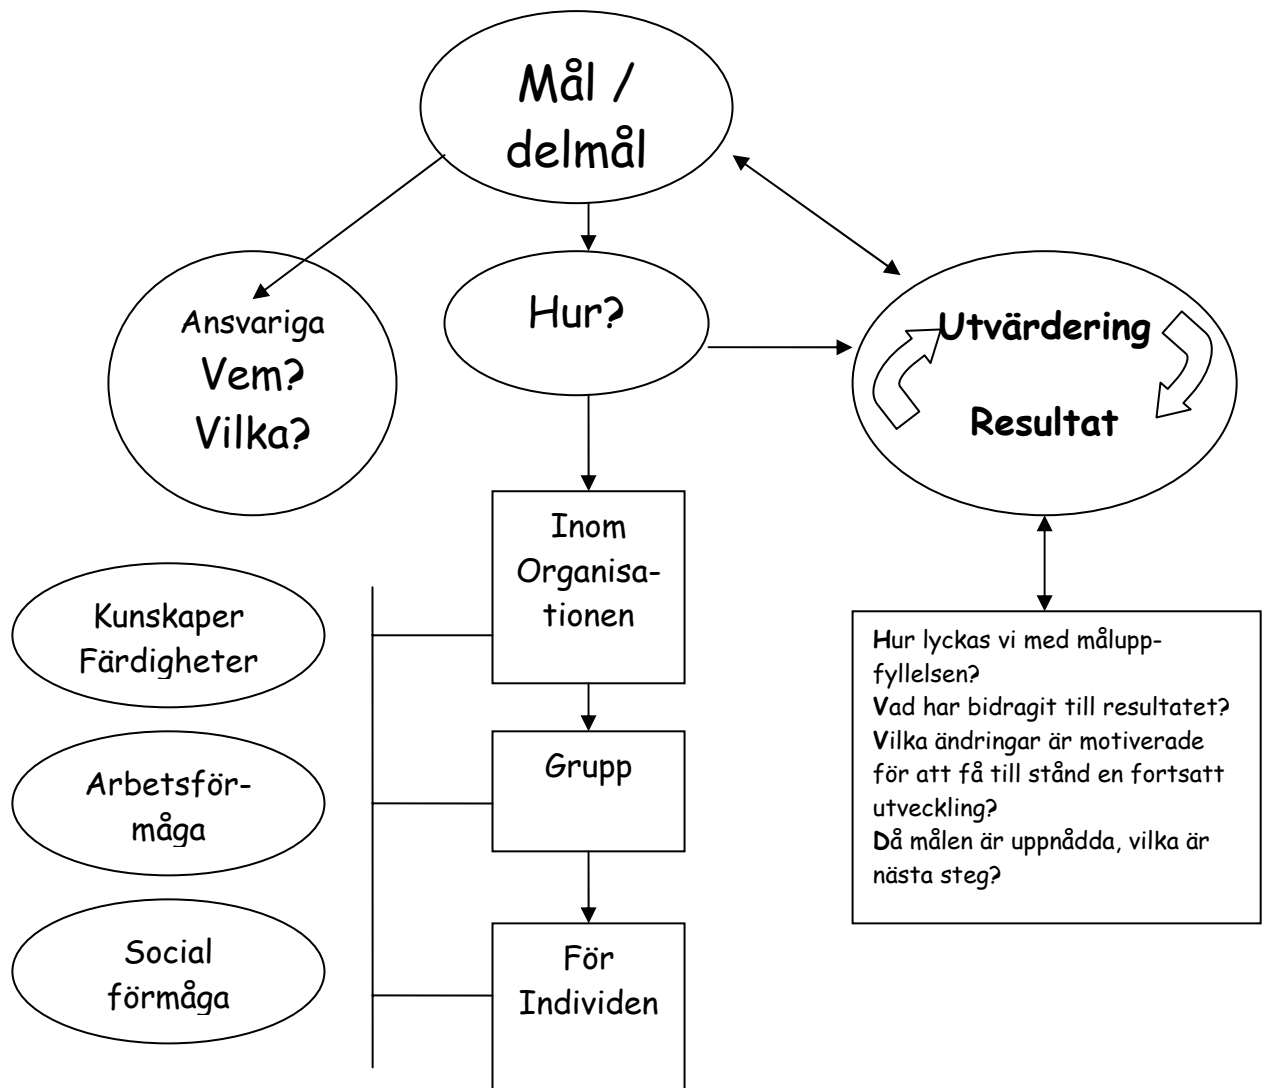 Mål /
delmål
Ansvariga
Vem?
Vilka?
Hur?
Utvärdering
Resultat
Inom
Organisa-
tionen
Grupp
För
Individen
Kunskaper
Färdigheter
Arbetsför-
måga
Social
förmåga
Hur lyckas vi med målupp-
fyllelsen?
Vad har bidragit till resultatet?
Vilka ändringar är motiverade
för att få till stånd en fortsatt
utveckling?
Då målen är uppnådda, vilka är
nästa steg?